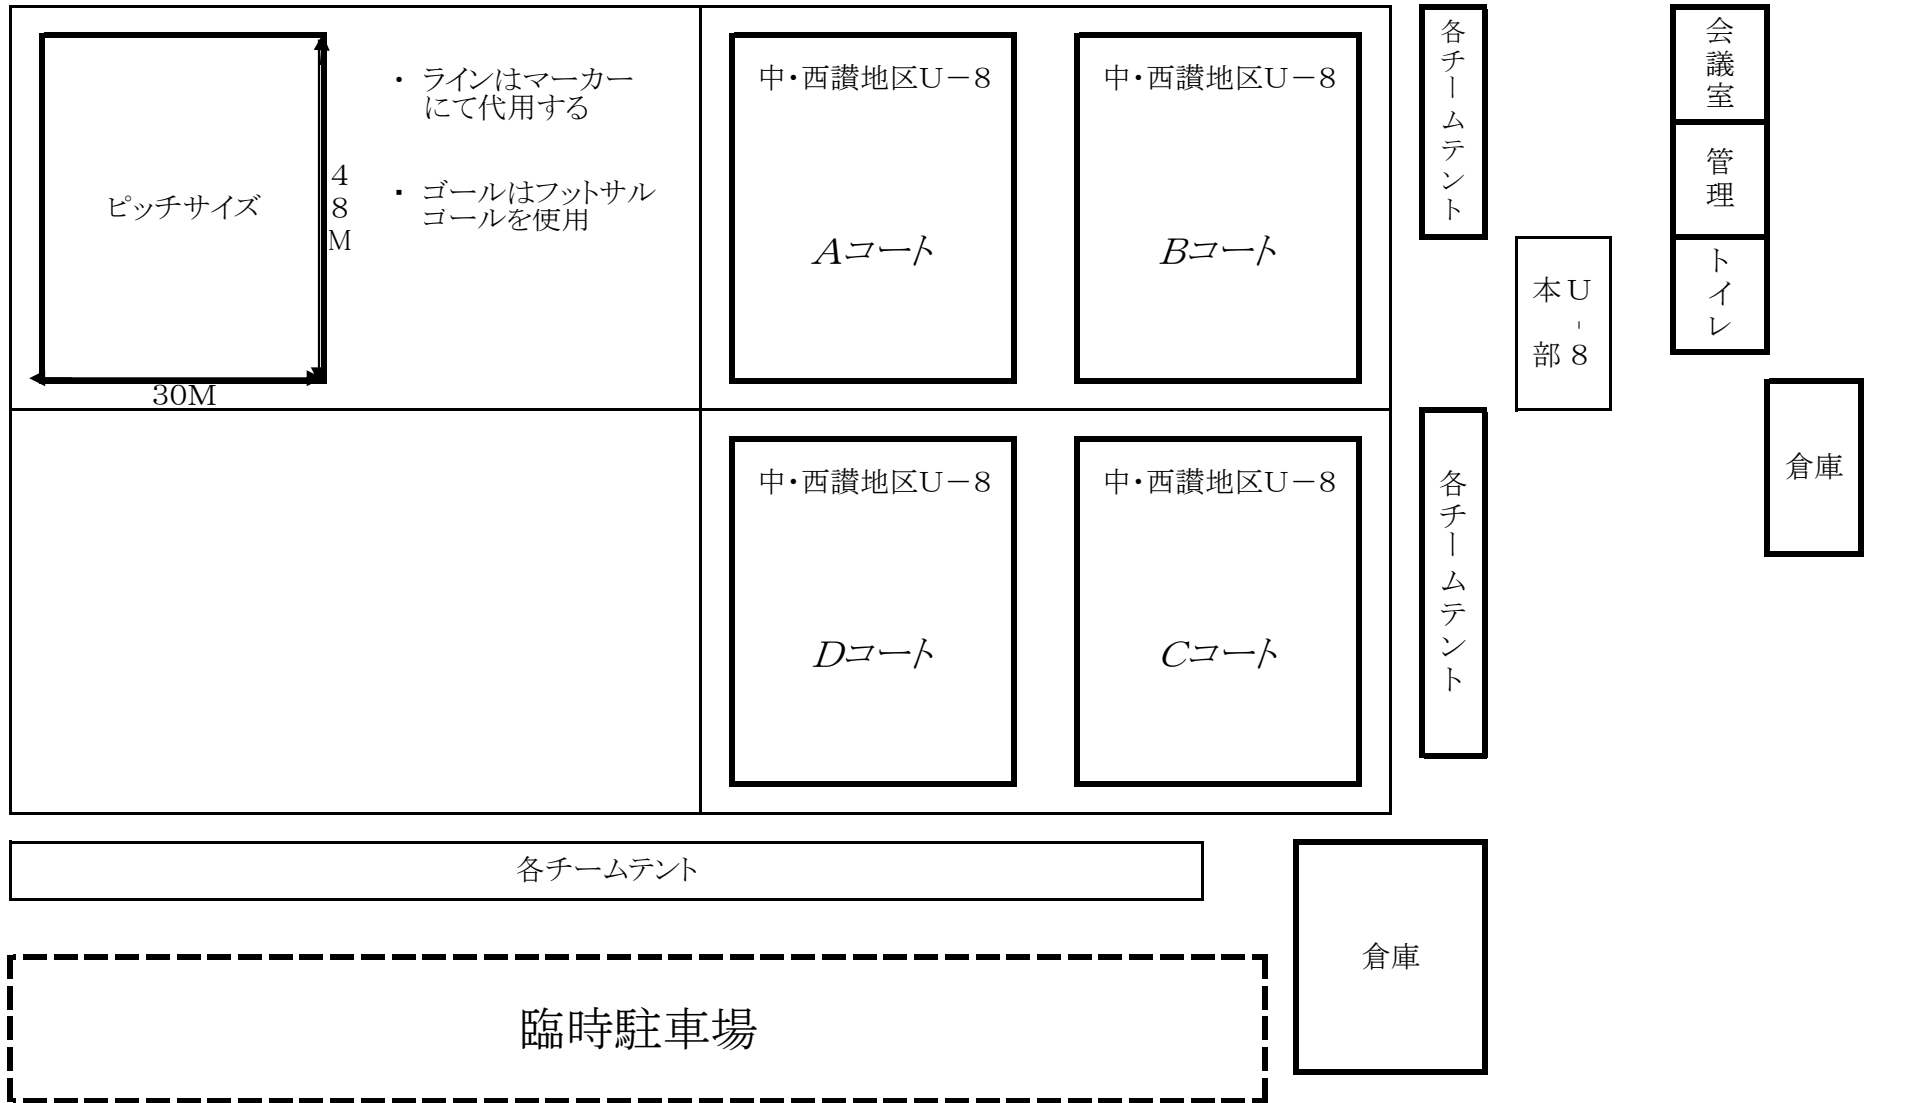 ピッチサイズ
48M
30M
・ ラインはマーカー
にて代用する
・ ゴールはフットサル
ゴールを使用
中・西讃地区U－8
Aコート
中・西讃地区U－8
Bコート
中・西讃地区U－8
Dコート
中・西讃地区U－8
Cコート
各チームテント
各チームテント
U-8
本部
会議室
管理
トイレ
倉庫
各チームテント
倉庫
臨時駐車場